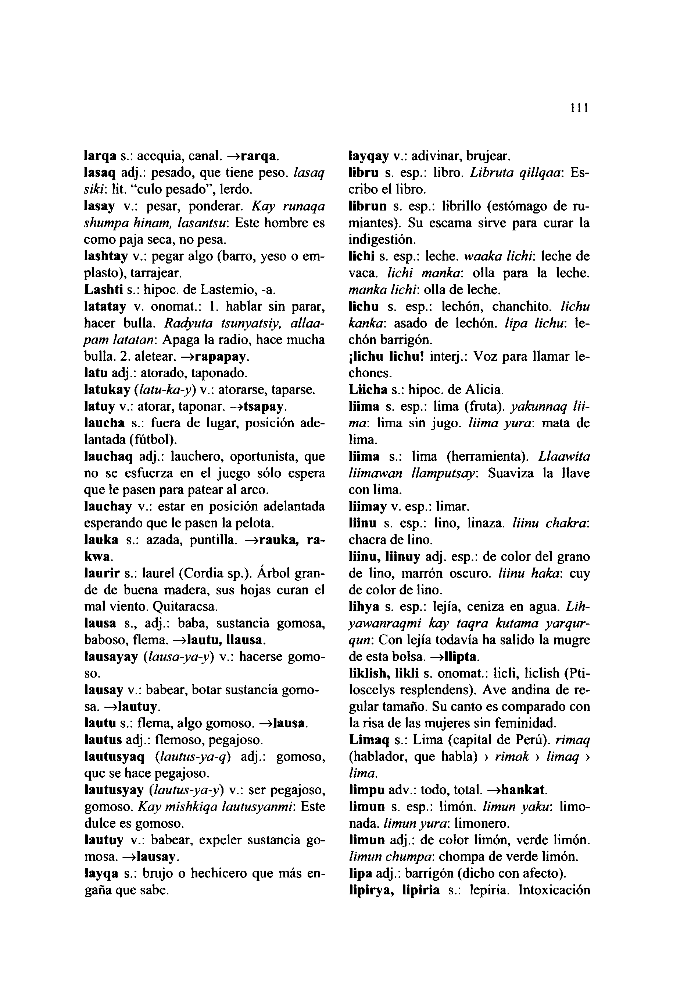 111
larqa s.: acequia, canal. →rarqa.
lasaq adj.: pesado, que tiene peso. lasaq
siki: lit. “culo pesado”, lerdo.
lasay v.: pesar, ponderar. Kay runaqa
shumpa hinam, lasantsu: Este hombre es
como paja seca, no pesa.
lashtay v.: pegar algo (barro, yeso o em-
plasto), tarrajear.
Lashti s.: hipoc. de Lastemio, -a.
latatay v. onomat.: 1. hablar sin parar,
hacer bulla. Radyuta tsunyatsiy, allaa-
pam latatan: Apaga la radio, hace mucha
bulla. 2. aletear. →rapapay.
latu adj.: atorado, taponado.
latukay (latu-ka-y) v.: atorarse, taparse.
latuy v.: atorar, taponar. →tsapay.
laucha s.: fuera de lugar, posición ade-
lantada (fútbol).
lauchaq adj.: lauchero, oportunista, que
no se esfuerza en el juego sólo espera
que le pasen para patear al arco.
lauchay v.: estar en posición adelantada
esperando que le pasen la pelota.
lauka s.: azada, puntilla. →rauka, ra-
kwa.
laurir s.: laurel (Cordia sp.). Árbol gran-
de de buena madera, sus hojas curan el
mal viento. Quitaracsa.
lausa s., adj.: baba, sustancia gomosa,
baboso, flema. →lautu, llausa.
lausayay (lausa-ya-y) v.: hacerse gomo-
so.
lausay v.: babear, botar sustancia gomo-
sa. →lautuy.
lautu s.: flema, algo gomoso. →lausa.
lautus adj.: flemoso, pegajoso.
lautusyaq (lautus-ya-q) adj.: gomoso,
que se hace pegajoso.
lautusyay (lautus-ya-y) v.: ser pegajoso,
gomoso. Kay mishkiqa lautusyanmi: Este
dulce es gomoso.
lautuy v.: babear, expeler sustancia go-
mosa. →lausay.
layqa s.: brujo o hechicero que más en-
gaña que sabe.
layqay v.: adivinar, brujear.
libru s. esp.: libro. Libruta qillqaa: Es-
cribo el libro.
librun s. esp.: librillo (estómago de ru-
miantes). Su escama sirve para curar la
indigestión.
lichi s. esp.: leche. waaka lichi: leche de
vaca. lichi manka: olla para la leche.
manka lichi: olla de leche.
lichu s. esp.: lechón, chanchito. lichu
kanka: asado de lechón. lipa lichu: le-
chón barrigón.
¡lichu lichu! interj.: Voz para llamar le-
chones.
Liicha s.: hipoc. de Alicia.
liima s. esp.: lima (fruta). yakunnaq lii-
ma: lima sin jugo. liima yura: mata de
lima.
liima s.: lima (herramienta). Llaawita
liimawan llamputsay: Suaviza la llave
con lima.
liimay v. esp.: limar.
liinu s. esp.: lino, linaza. liinu chakra:
chacra de lino.
liinu, liinuy adj. esp.: de color del grano
de lino, marrón oscuro. liinu haka: cuy
de color de lino.
lihya s. esp.: lejía, ceniza en agua. Lih-
yawanraqmi kay taqra kutama yarqur-
qun: Con lejía todavía ha salido la mugre
de esta bolsa. →llipta.
liklish, likli s. onomat.: licli, liclish (Pti-
loscelys resplendens). Ave andina de re-
gular tamaño. Su canto es comparado con
la risa de las mujeres sin feminidad.
Limaq s.: Lima (capital de Perú). rimaq
(hablador, que habla) › rimak › limaq ›
lima.
limpu adv.: todo, total. →hankat.
limun s. esp.: limón. limun yaku: limo-
nada. limun yura: limonero.
limun adj.: de color limón, verde limón.
limun chumpa: chompa de verde limón.
lipa adj.: barrigón (dicho con afecto).
lipirya, lipiria s.: lepiria. Intoxicación